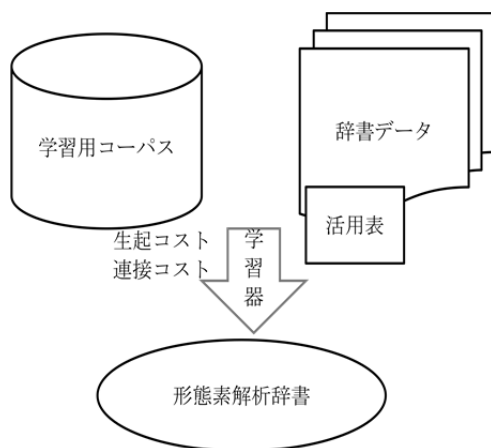 学習用コーパス
辞書データ
活用表
生起コスト
連接コスト
学習器
形態素解析辞書